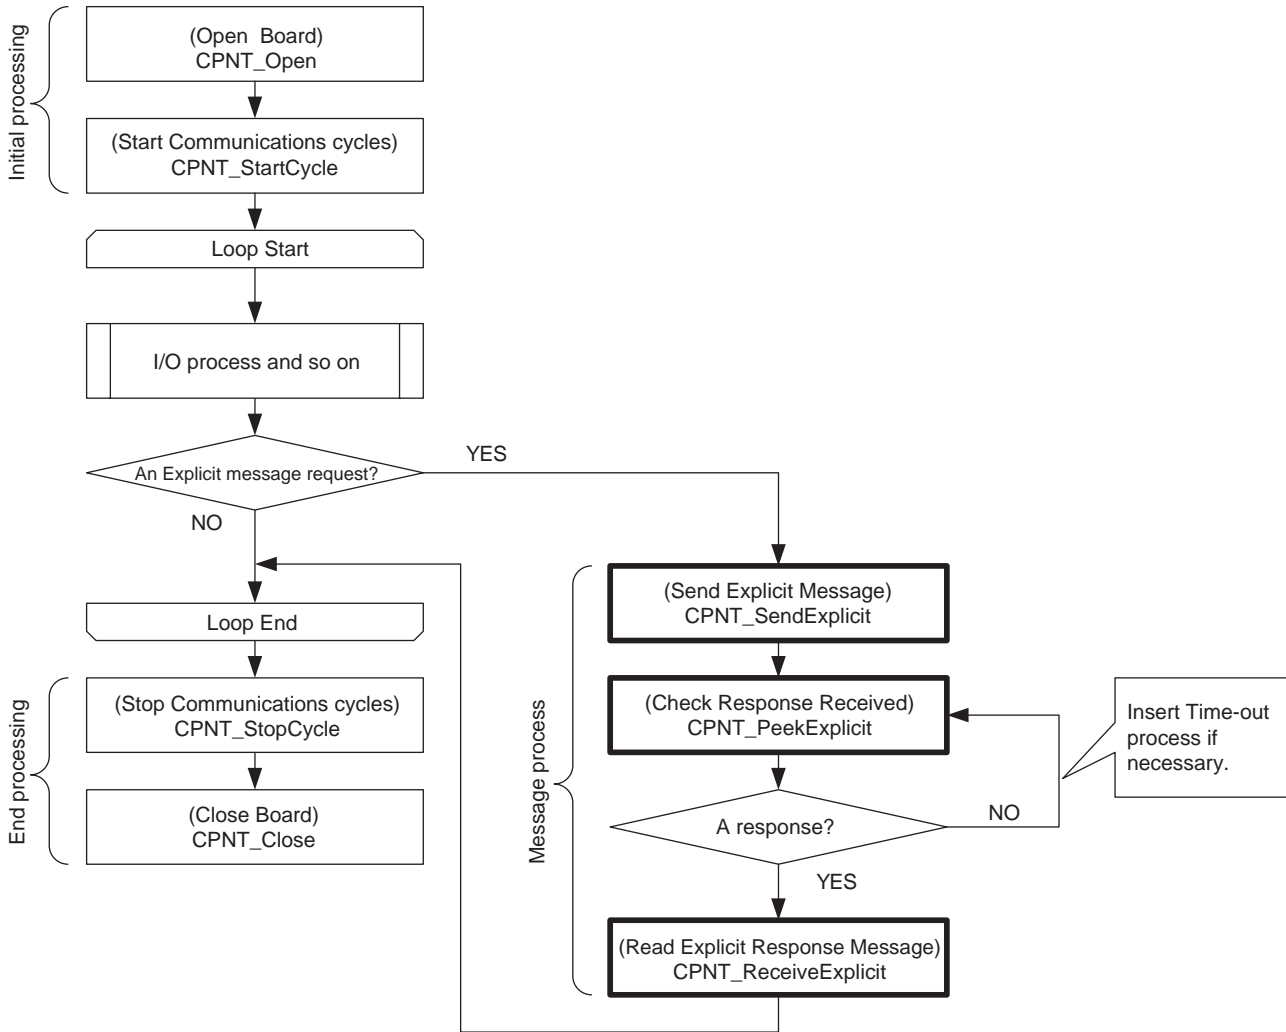 Initial processing
(Open Board)
CPNT_Open
(Start Communications cycles)
CPNT_StartCycle
Loop Start
I/O process and so on
An Explicit message request?
YES
NO
Loop End
End processing
(Stop Communications cycles)
CPNT_StopCycle
(Close Board)
CPNT_Close
Message process
(Send Explicit Message)
CPNT_SendExplicit
(Check Response Received)
CPNT_PeekExplicit
A response?
NO
YES
(Read Explicit Response Message)
CPNT_ReceiveExplicit
Insert Time-out
process if
necessary.